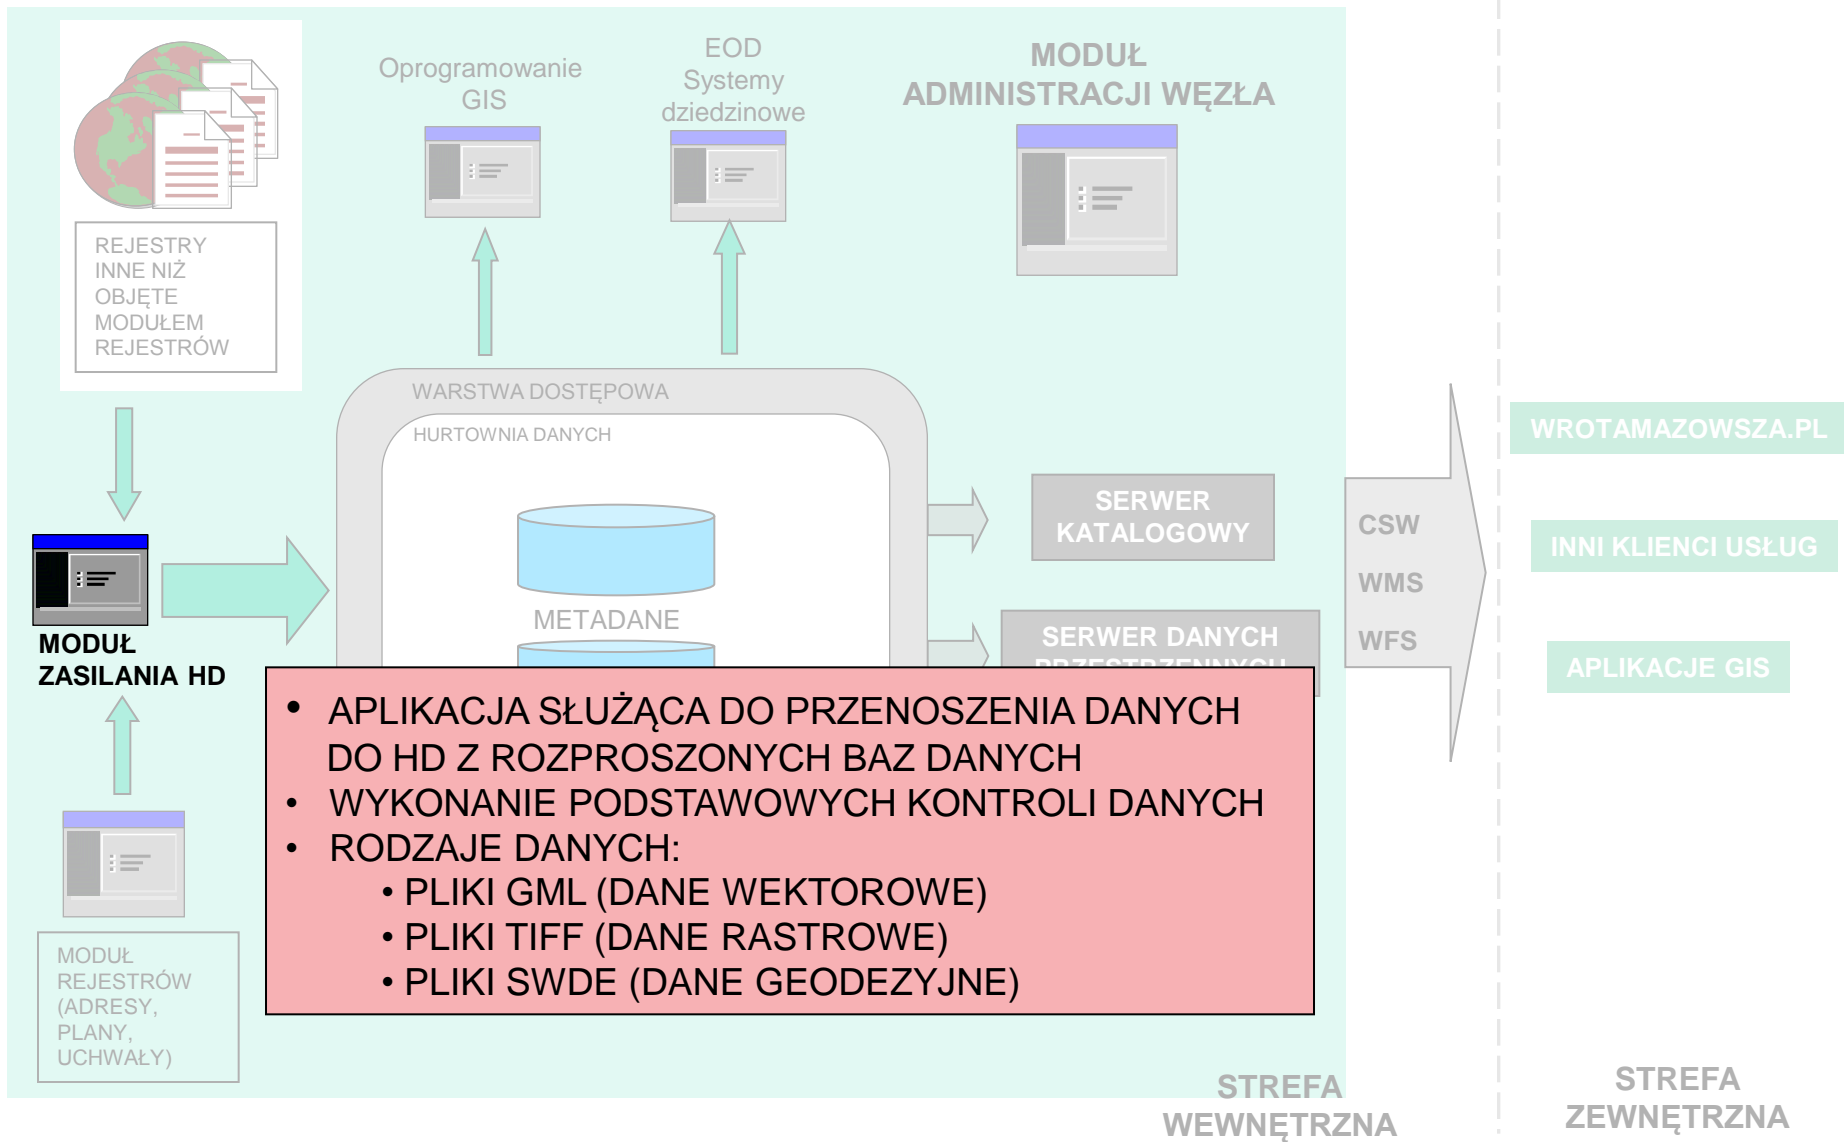 Oprogramowanie
GIS
EOD
Systemy
dziedzinowe
MODUŁ
ADMINISTRACJI WĘZŁA
REJESTRY
INNE NIŻ
OBJĘTE
MODUŁEM
REJESTRÓW
WARSTWA DOSTĘPOWA
HURTOWNIA DANYCH
METADANE
SERWER
KATALOGOWY
SERWER DANYCH
PRZESTRZENNYCH
CSW
WMS
WFS
WROTAMAZOWSZA.PL
INNI KLIENCI USŁUG
APLIKACJE GIS
MODUŁ
ZASILANIA HD
• APLIKACJA SŁUŻĄCA DO PRZENOSZENIA DANYCH
DO HD Z ROZPROSZONYCH BAZ DANYCH
• WYKONANIE PODSTAWOWYCH KONTROLI DANYCH
• RODZAJE DANYCH:
• PLIKI GML (DANE WEKTOROWE)
• PLIKI TIFF (DANE RASTROWE)
• PLIKI SWDE (DANE GEODEZYJNE)
MODUŁ
REJESTRÓW
(ADRESY,
PLANY,
UCHWAŁY)
STREFA
WEWNĘTRZNA
STREFA
ZEWNĘTRZNA